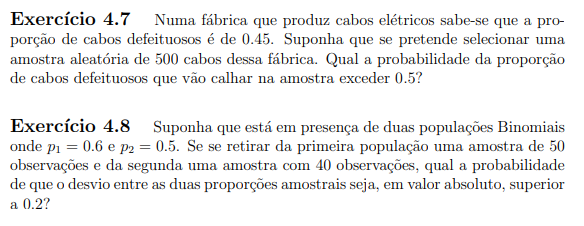 Exercício 4.7 Numa fábrica que produz cabos elétricos sabe-se que a pro-
porção de cabos defeituosos é de 0.45. Suponha que se pretende selecionar uma
amostra aleatória de 500 cabos dessa fábrica. Qual a probabilidade da proporção
de cabos defeituosos que vão calhar na amostra exceder 0.5?
Exercício 4.8 Suponha que está em presença de duas populações Binomiais
onde p₁ = 0.6 e p₂ = 0.5. Se se retirar da primeira população uma amostra de 50
observações e da segunda uma amostra com 40 observações, qual a probabilidade
de que o desvio entre as duas proporções amostrais seja, em valor absoluto, superior
a 0.2?